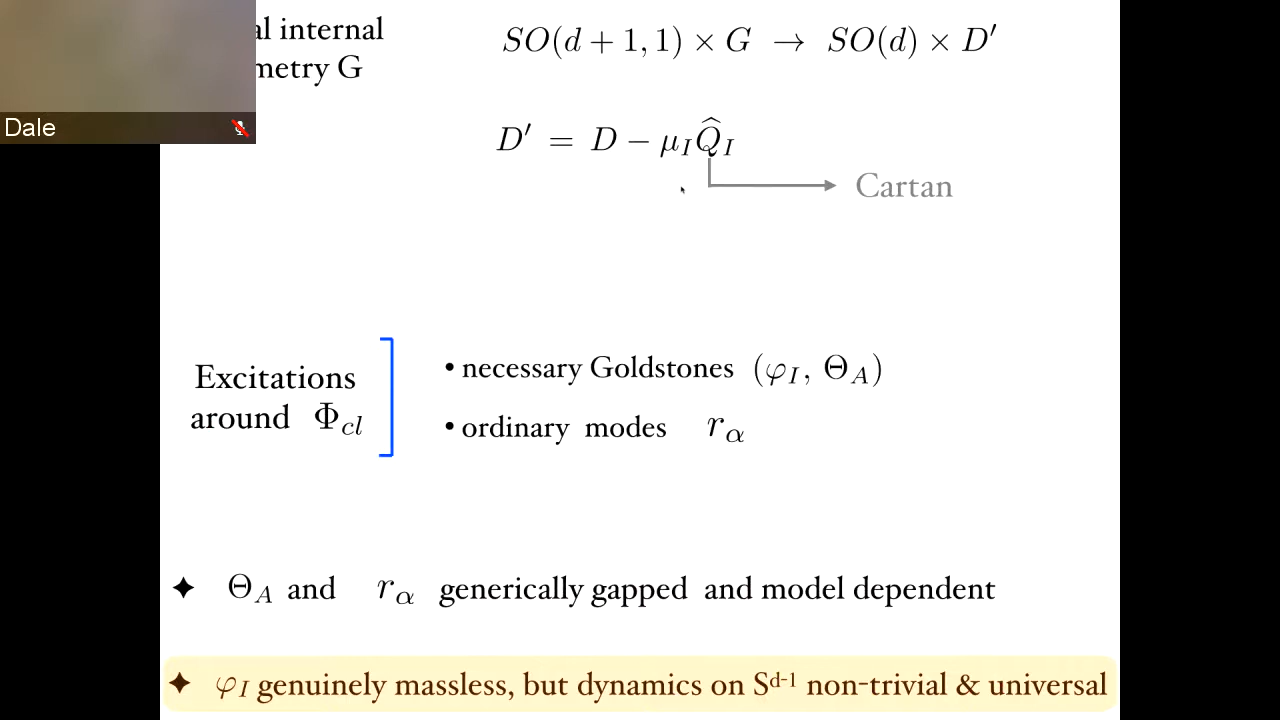 al internal
metry G
SO(d + 1, 1) × G → SO(d) × D′
Dale
D′ = D − μ_I Q̂_I
Cartan
Excitations
around Φ_cl
• necessary Goldstones (φ_I, Θ_A)
• ordinary modes r_α
✦ Θ_A and r_α generically gapped and model dependent
✦ φ_I genuinely massless, but dynamics on S^{d-1} non-trivial & universal